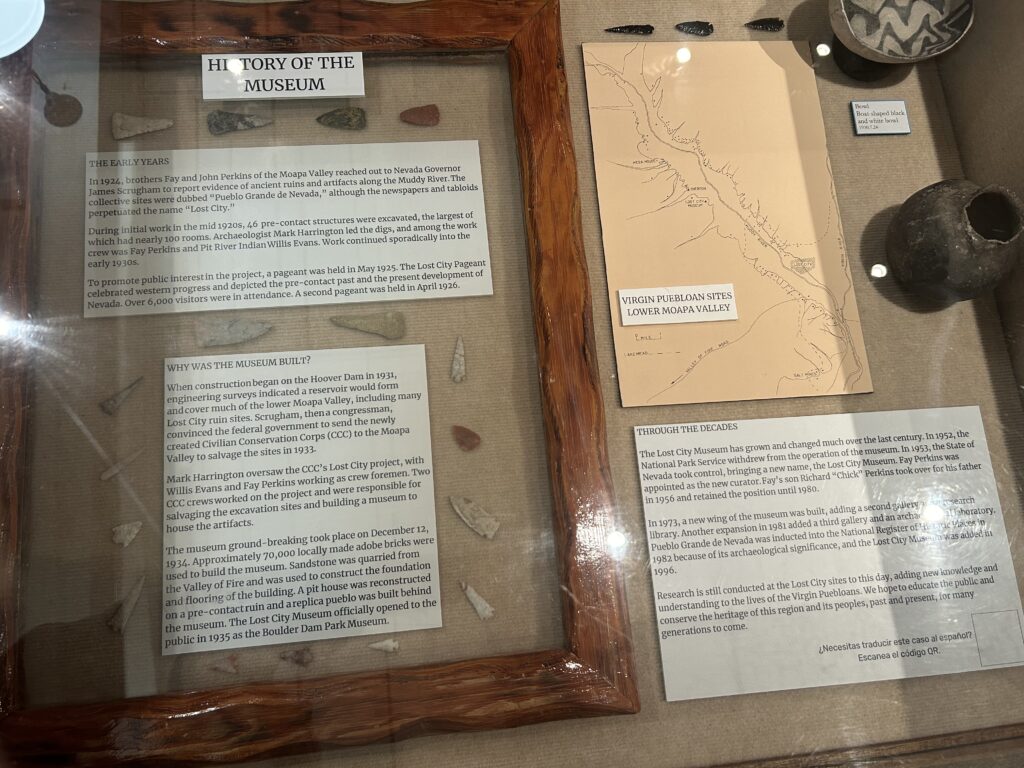 HISTORY OF THE
MUSEUM
THE EARLY YEARS
In 1924, brothers Fay and John Perkins of the Moapa Valley reached out to Nevada Governor
James Scrugham to report evidence of ancient ruins and artifacts along the Muddy River. The
collective sites were dubbed “Pueblo Grande de Nevada,” although the newspapers and tabloids
perpetuated the name “Lost City.”
During initial work in the mid 1920s, 46 pre-contact structures were excavated, the largest of
which had nearly 100 rooms. Archaeologist Mark Harrington led the digs, and among the work
crew was Fay Perkins and Pit River Indian Willis Evans. Work continued sporadically into the
early 1930s.
To promote public interest in the project, a pageant was held in May 1925. The Lost City Pageant
celebrated western progress and depicted the pre-contact past and the present development of
Nevada. Over 6,000 visitors were in attendance. A second pageant was held in April 1926.
WHY WAS THE MUSEUM BUILT?
When construction began on the Hoover Dam in 1931,
engineering surveys indicated a reservoir would form
and cover much of the lower Moapa Valley, including many
Lost City ruin sites. Scrugham, then a congressman,
convinced the federal government to send the newly
created Civilian Conservation Corps (CCC) to the Moapa
Valley to salvage the sites in 1933.
Mark Harrington oversaw the CCC’s Lost City project, with
Willis Evans and Fay Perkins working as crew foremen. Two
CCC crews worked on the project and were responsible for
salvaging the excavation sites and building a museum to
house the artifacts.
The museum ground-breaking took place on December 12,
1934. Approximately 70,000 locally made adobe bricks were
used to build the museum. Sandstone was quarried from
the Valley of Fire and was used to construct the foundation
and flooring of the building. A pit house was reconstructed
on a pre-contact ruin and a replica pueblo was built behind
the museum. The Lost City Museum officially opened to the
public in 1935 as the Boulder Dam Park Museum.
OVERTON
LOST CITY
MUSEUM
LOST CITY
VIRGIN PUEBLOAN SITES
LOWER MOAPA VALLEY
1 MILE
LAKE MEAD
VALLEY OF FIRE ROAD
SALT MINES
Bowl
Boat shaped black
and white bowl
THROUGH THE DECADES
The Lost City Museum has grown and changed much over the last century. In 1952, the
National Park Service withdrew from the operation of the museum. In 1953, the State of
Nevada took control, bringing a new name, the Lost City Museum. Fay Perkins was
appointed as the new curator. Fay’s son Richard “Chick” Perkins took over for his father
in 1956 and retained the position until 1980.
In 1973, a new wing of the museum was built, adding a second gallery and research
library. Another expansion in 1981 added a third gallery and an archaeology laboratory.
Pueblo Grande de Nevada was inducted into the National Register of Historic Places in
1982 because of its archaeological significance, and the Lost City Museum was added in
1996.
Research is still conducted at the Lost City sites to this day, adding new knowledge and
understanding to the lives of the Virgin Puebloans. We hope to educate the public and
conserve the heritage of this region and its peoples, past and present, for many
generations to come.
¿Necesitas traducir este caso al español?
Escanea el código QR.